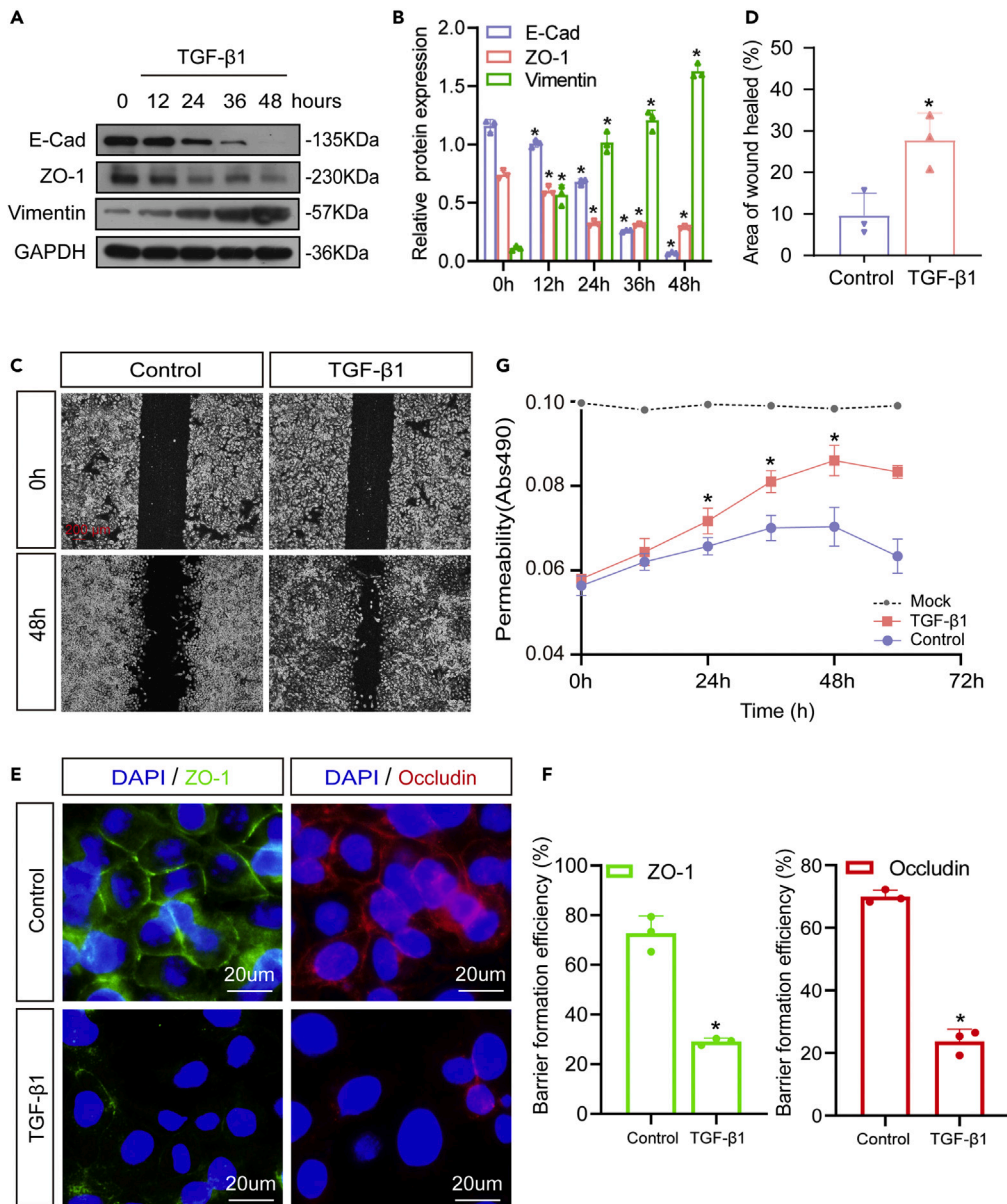 A
TGF-β1
0 12 24 36 48 hours
E-Cad -135KDa
ZO-1 -230KDa
Vimentin -57KDa
GAPDH -36KDa
B
Relative protein expression
2.0
1.5
1.0
0.5
0.0
E-Cad
ZO-1
Vimentin
* * * * * * * * * * * *
0h 12h 24h 36h 48h
D
Area of wound healed (%)
50
40
30
20
10
0
*
Control TGF-β1
C
Control TGF-β1
0h
200 um
48h
G
Permeability(Abs490)
0.10
0.08
0.06
0.04
* * *
Mock
TGF-β1
Control
0h 24h 48h 72h
Time (h)
E
DAPI / ZO-1 DAPI / Occludin
Control
20um 20um
TGF-β1
20um 20um
F
Barrier formation efficiency (%)
100
80
60
40
20
0
ZO-1
*
Control TGF-β1
Barrier formation efficiency (%)
80
60
40
20
0
Occludin
*
Control TGF-β1